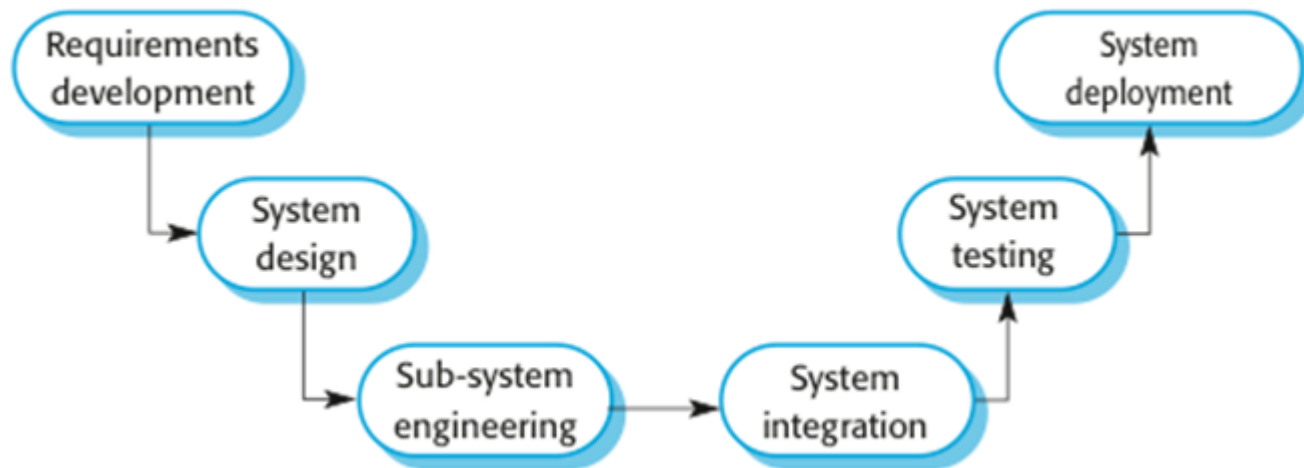 Requirements
development
System
design
Sub-system
engineering
System
integration
System
testing
System
deployment